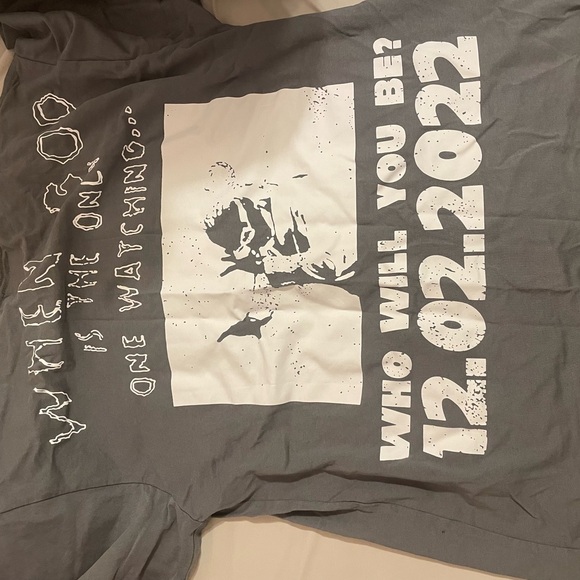 WHEN GOD
IS THE ONLY
ONE WATCHING...
WHO WILL YOU BE?
12.02.2022